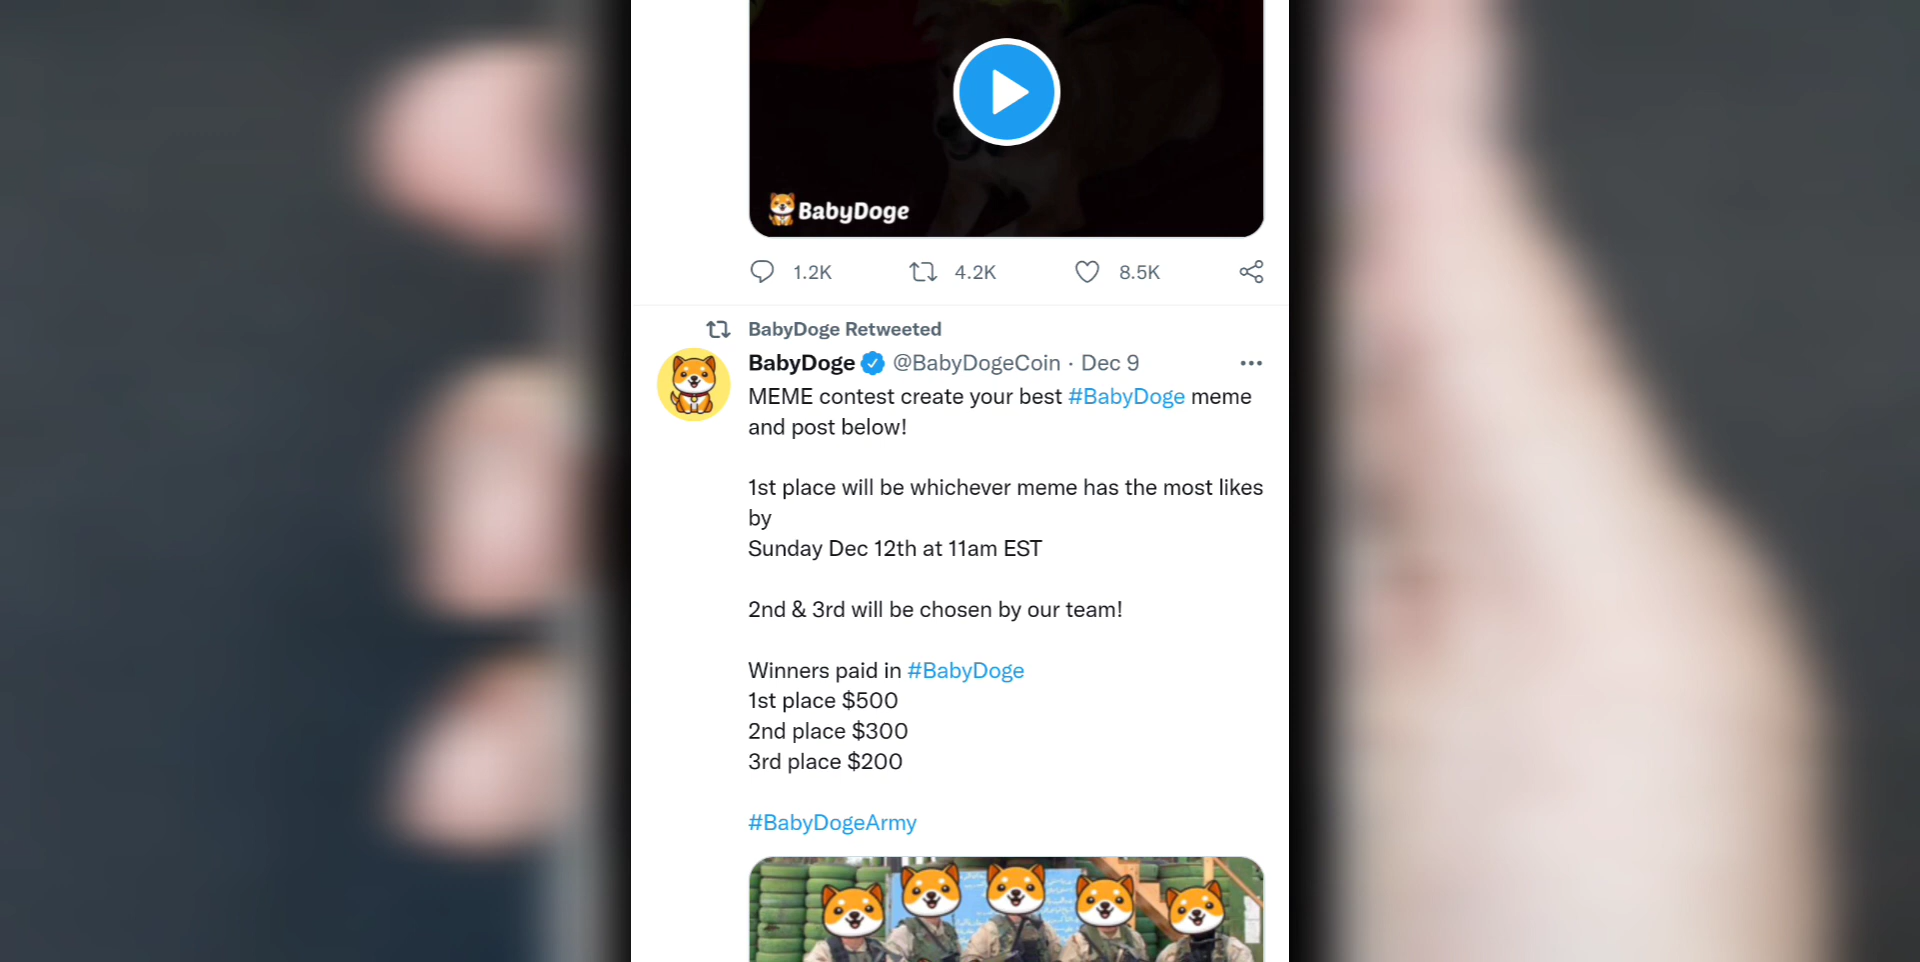 BabyDoge
1.2K 4.2K 8.5K
BabyDoge Retweeted
BabyDoge @BabyDogeCoin · Dec 9
MEME contest create your best #BabyDoge meme
and post below!
1st place will be whichever meme has the most likes
by
Sunday Dec 12th at 11am EST
2nd & 3rd will be chosen by our team!
Winners paid in #BabyDoge
1st place $500
2nd place $300
3rd place $200
#BabyDogeArmy